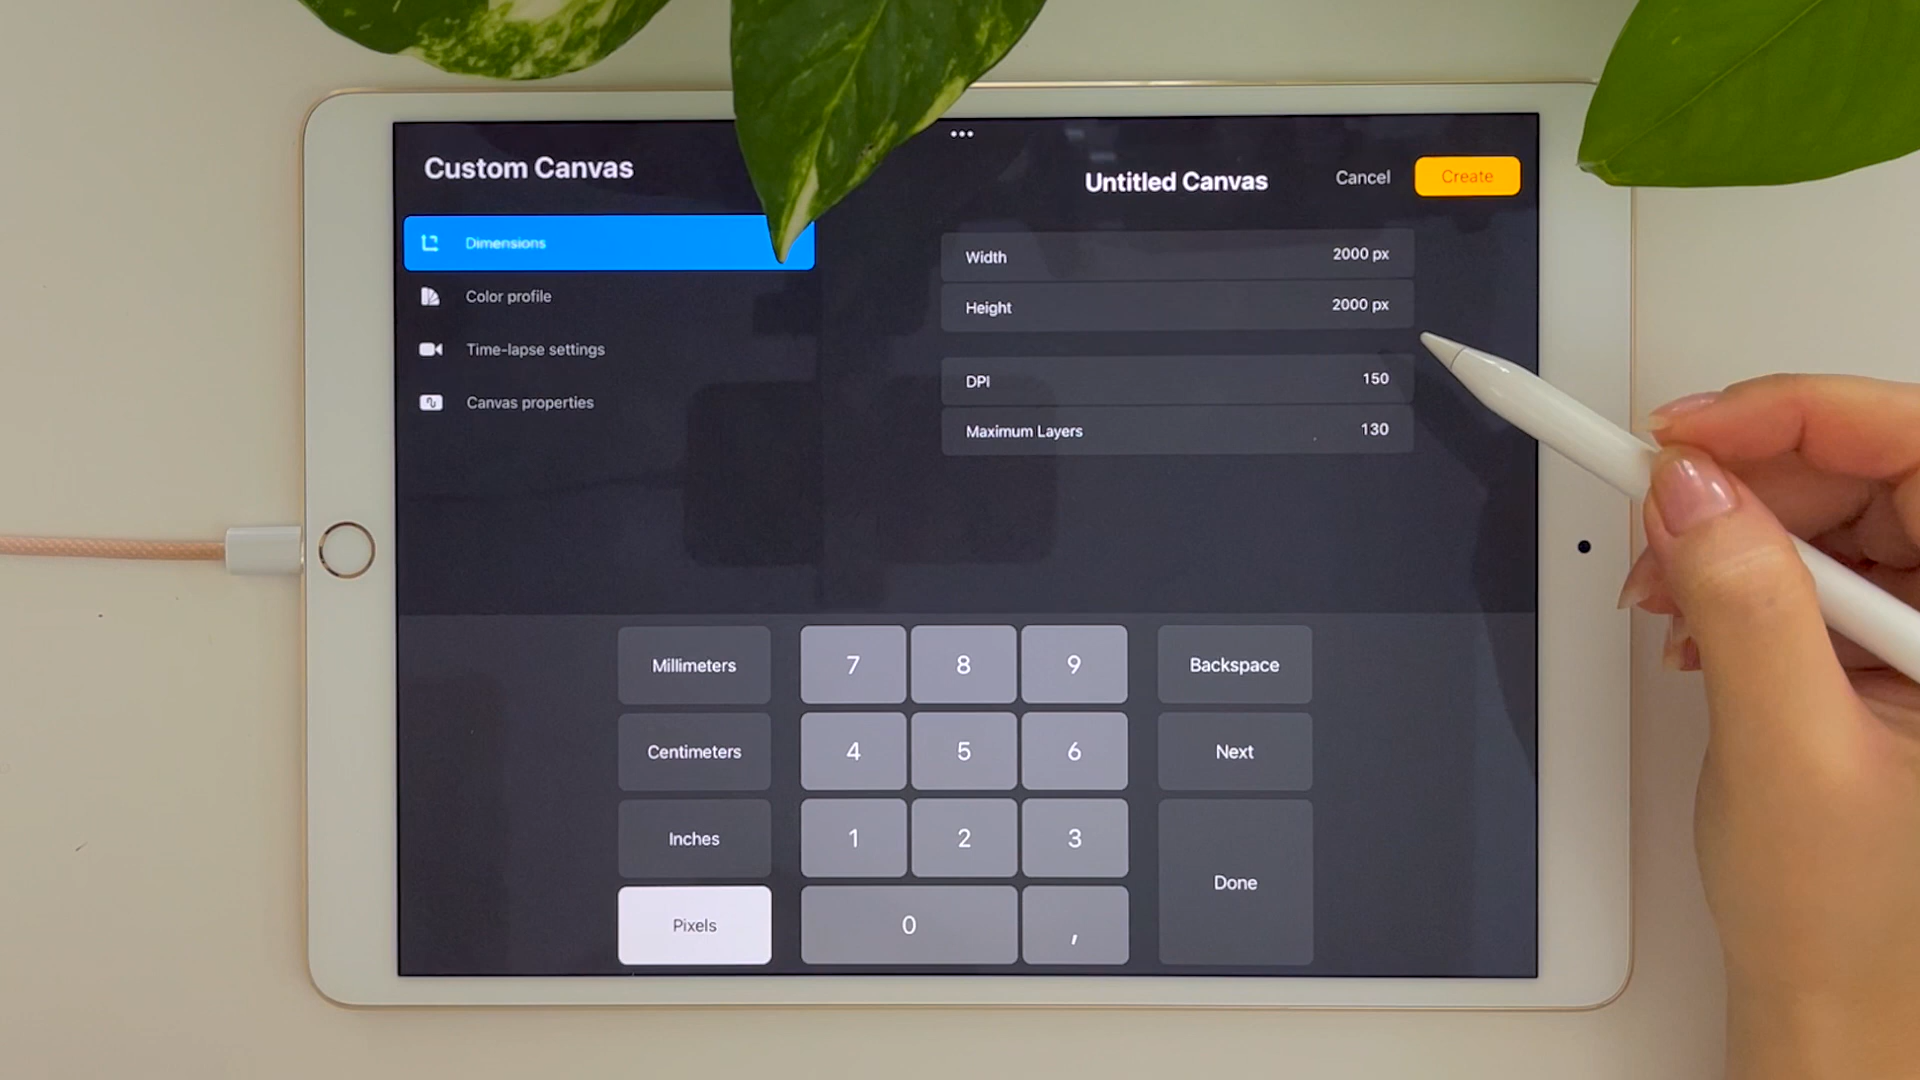 Custom Canvas
Dimensions
Color profile
Time-lapse settings
Canvas properties
Untitled Canvas
Cancel
Create
Width 2000 px
Height 2000 px
DPI 150
Maximum Layers 130
Millimeters 7 8 9 Backspace
Centimeters 4 5 6 Next
Inches 1 2 3
Done
Pixels 0 ,